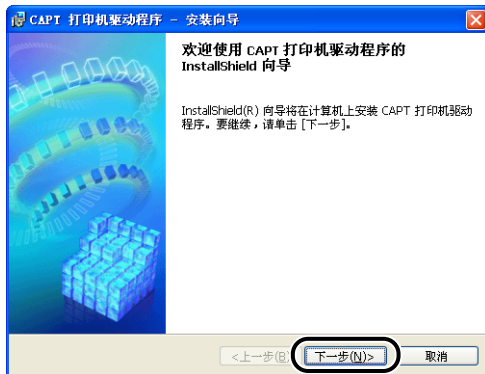 CAPT 打印机驱动程序 - 安装向导
欢迎使用 CAPT 打印机驱动程序的
InstallShield 向导
InstallShield(R) 向导将在计算机上安装 CAPT 打印机驱动
程序。要继续，请单击 [下一步]。
<上一步(B) 下一步(N)> 取消